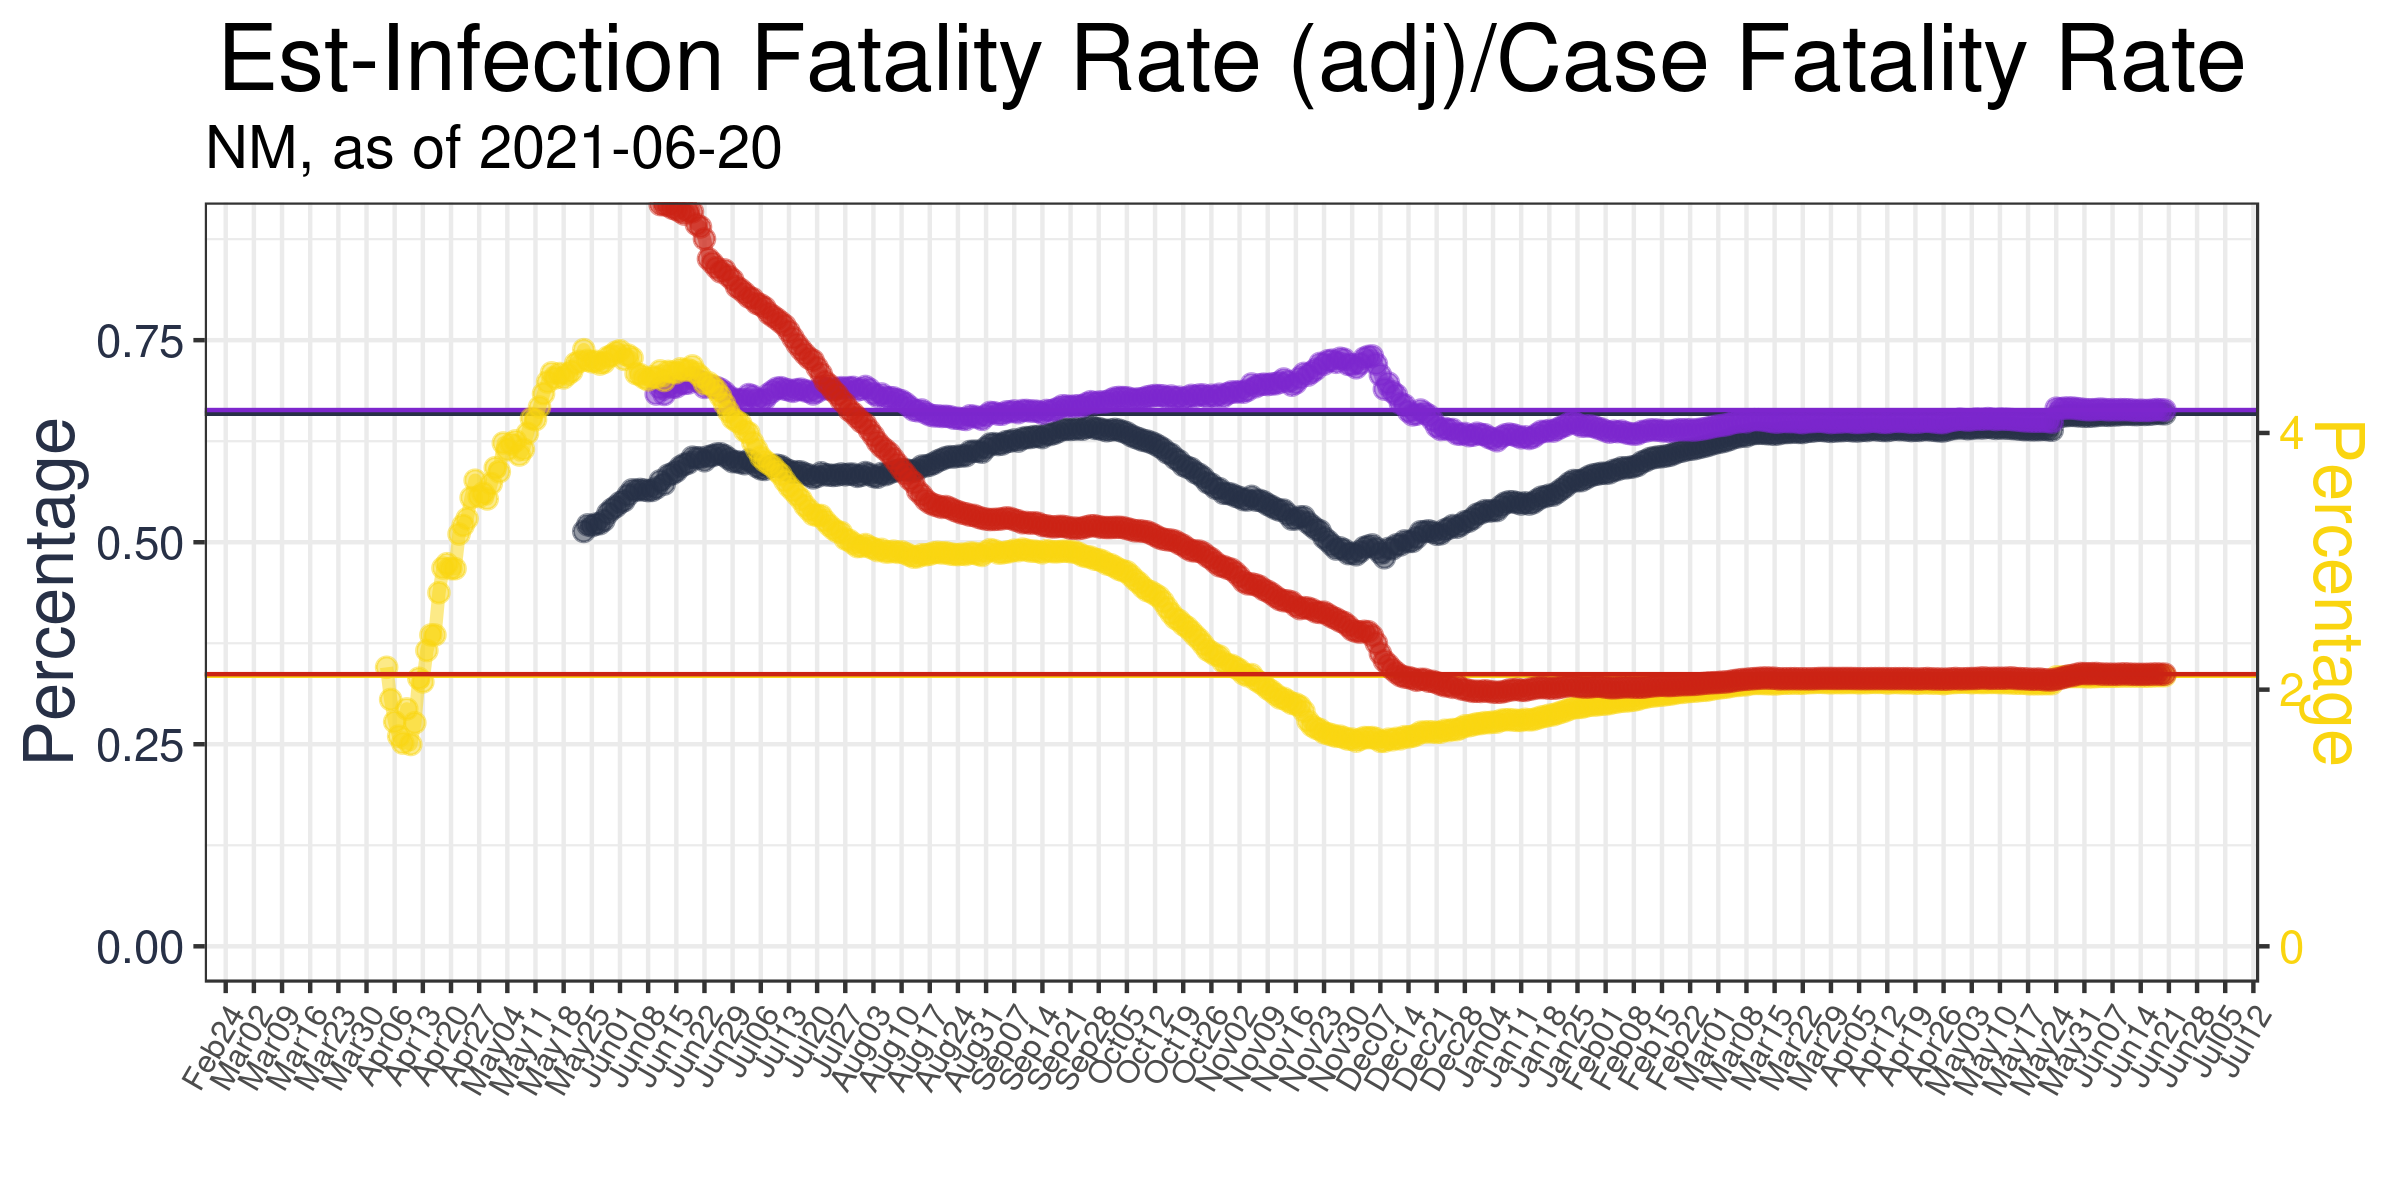 Est-Infection Fatality Rate (adj)/Case Fatality Rate
NM, as of 2021-06-20
Percentage
0.75
0.50
0.25
0.00
4
2
0
Percentage
Feb24
Mar02
Mar09
Mar16
Mar23
Mar30
Apr06
Apr13
Apr20
Apr27
May04
May11
May18
May25
Jun01
Jun08
Jun15
Jun22
Jun29
Jul06
Jul13
Jul20
Jul27
Aug03
Aug10
Aug17
Aug24
Aug31
Sep07
Sep14
Sep21
Sep28
Oct05
Oct12
Oct19
Oct26
Nov02
Nov09
Nov16
Nov23
Nov30
Dec07
Dec14
Dec21
Dec28
Jan04
Jan11
Jan18
Jan25
Feb01
Feb08
Feb15
Feb22
Mar01
Mar08
Mar15
Mar22
Mar29
Apr05
Apr12
Apr19
Apr26
May03
May10
May17
May24
May31
Jun07
Jun14
Jun21
Jun28
Jul05
Jul12